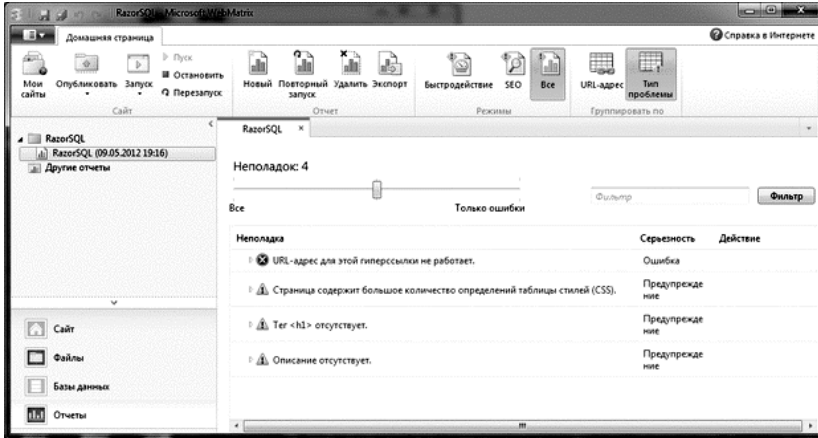 RazorSQL - Microsoft WebMatrix
Домашняя страница
Справка в Интернете
Мои сайты
Опубликовать
Запуск
Пуск
Остановить
Перезапуск
Новый
Повторный запуск
Удалить
Экспорт
Быстродействие
SEO
Все
URL-адрес
Тип проблемы
Сайт
Отчет
Режимы
Группировать по
RazorSQL
RazorSQL (09.05.2012 19:16)
Другие отчеты
Сайт
Файлы
Базы данных
Отчеты
RazorSQL ×
Неполадок: 4
Все
Только ошибки
Фильтр
Фильтр
Неполадка Серьезность Действие
URL-адрес для этой гиперссылки не работает. Ошибка
Страница содержит большое количество определений таблицы стилей (CSS). Предупрежде
ние
Тег <h1> отсутствует. Предупрежде
ние
Описание отсутствует. Предупрежде
ние